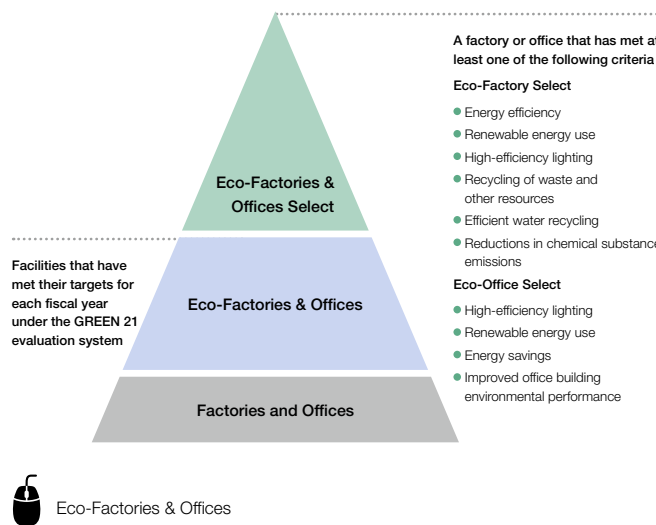 A factory or office that has met at
least one of the following criteria
Eco-Factory Select
● Energy efficiency
● Renewable energy use
● High-efficiency lighting
● Recycling of waste and
other resources
● Efficient water recycling
● Reductions in chemical substance
emissions
Eco-Office Select
● High-efficiency lighting
● Renewable energy use
● Energy savings
● Improved office building
environmental performance
Eco-Factories &
Offices Select
Facilities that have
met their targets for
each fiscal year
under the GREEN 21
evaluation system
Eco-Factories & Offices
Factories and Offices
Eco-Factories & Offices